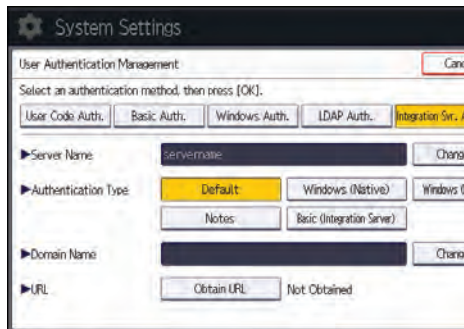 System Settings
User Authentication Management Canc
Select an authentication method, then press [OK].
User Code Auth. Basic Auth. Windows Auth. LDAP Auth. Integration Svr. A
►Server Name servername Chang
►Authentication Type Default Windows (Native) Windows (
Notes Basic (Integration Server)
►Domain Name Chang
►URL Obtain URL Not Obtained